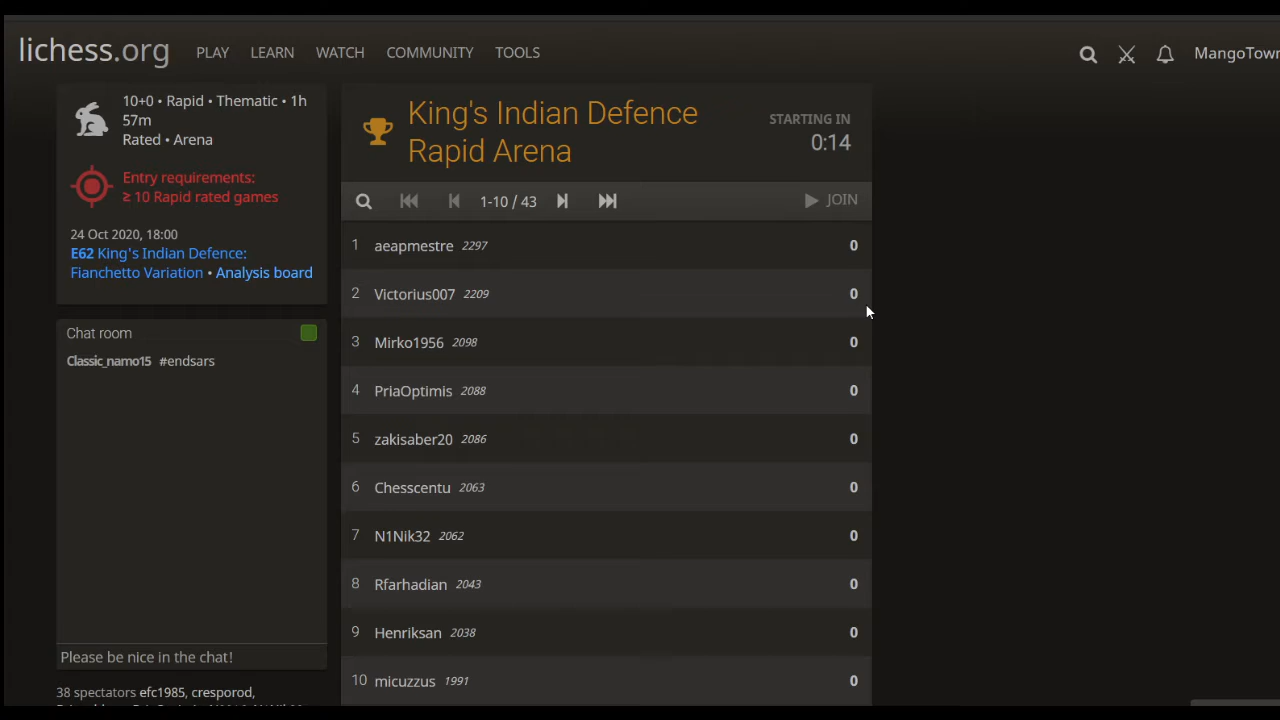 lichess.org PLAY LEARN WATCH COMMUNITY TOOLS MangoTown
10+0 • Rapid • Thematic • 1h
57m
Rated • Arena
Entry requirements:
≥ 10 Rapid rated games
24 Oct 2020, 18:00
E62 King's Indian Defence:
Fianchetto Variation • Analysis board
Chat room
Classic_namo15 #endsars
Please be nice in the chat!
38 spectators efc1985, cresporod,
King's Indian Defence
Rapid Arena
STARTING IN
0:14
1-10 / 43 JOIN
1 aeapmestre 2297 0
2 Victorius007 2209 0
3 Mirko1956 2098 0
4 PriaOptimis 2088 0
5 zakisaber20 2086 0
6 Chesscentu 2063 0
7 N1Nik32 2062 0
8 Rfarhadian 2043 0
9 Henriksan 2038 0
10 micuzzus 1991 0